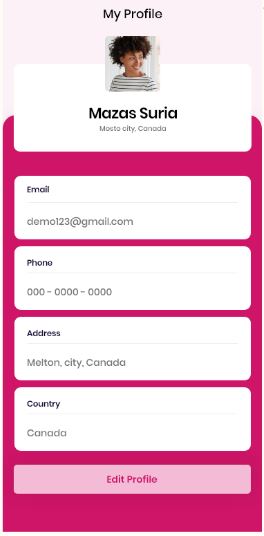 My Profile
Mazas Suria
Mosto city, Canada
Email
demo123@gmail.com
Phone
000 - 0000 - 0000
Address
Melton, city, Canada
Country
Canada
Edit Profile